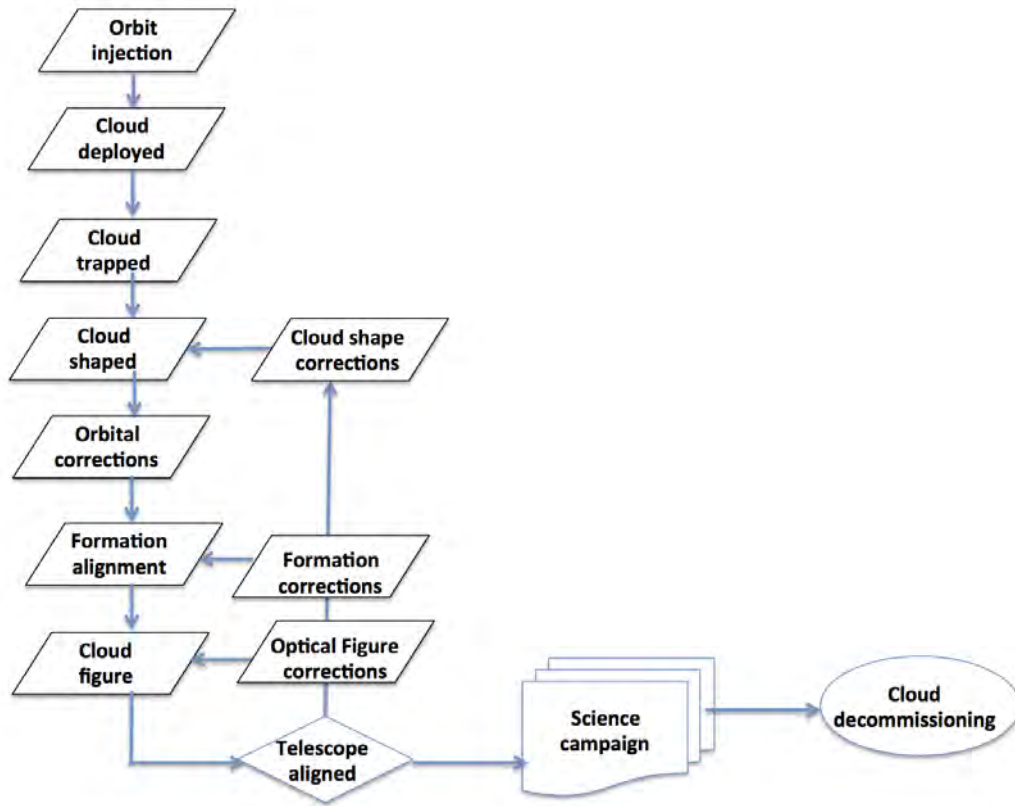 Orbit
injection
Cloud
deployed
Cloud
trapped
Cloud
shaped
Cloud shape
corrections
Orbital
corrections
Formation
alignment
Formation
corrections
Cloud
figure
Optical Figure
corrections
Telescope
aligned
Science
campaign
Cloud
decommissioning